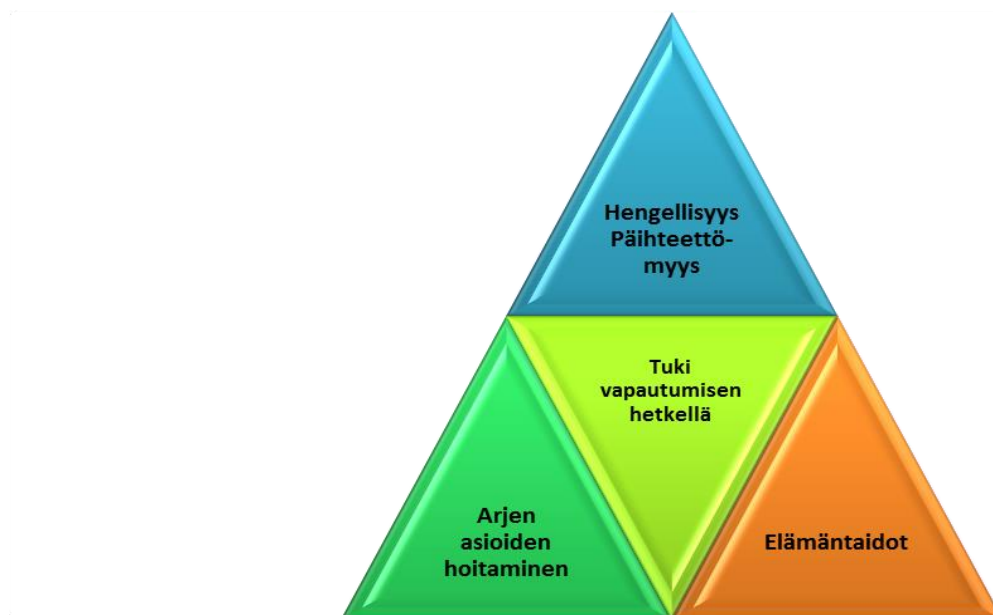 Hengellisyys
Päihteettö-
myys
Tuki
vapautumisen
hetkellä
Arjen
asioiden
hoitaminen
Elämäntaidot